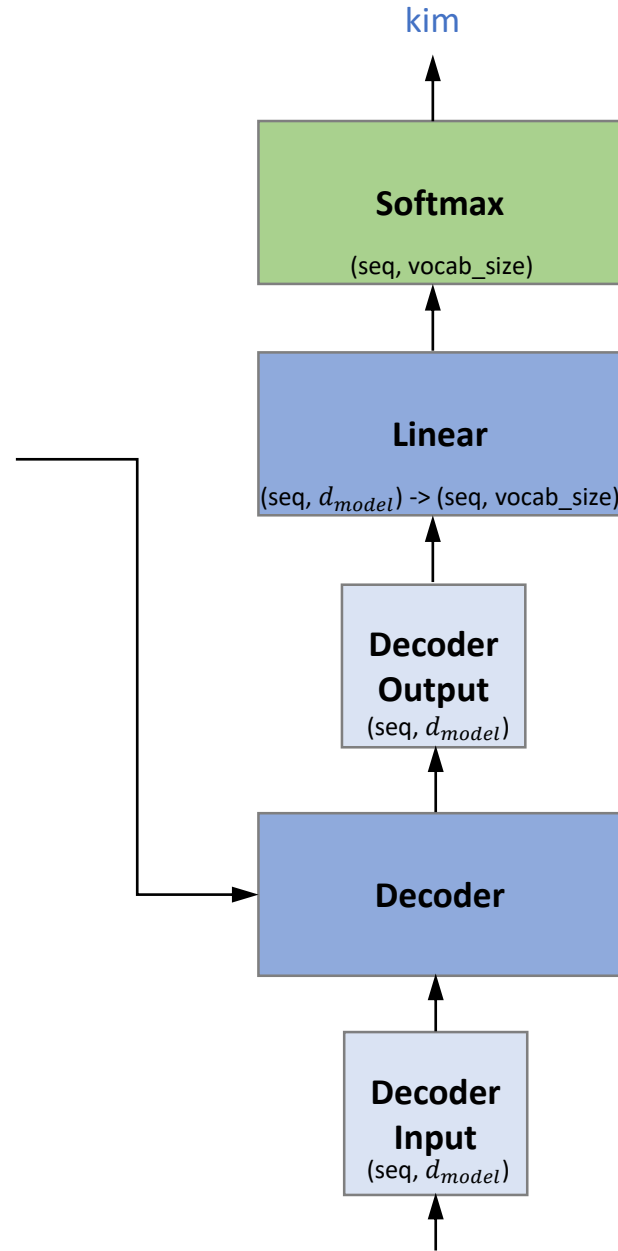 kim
Softmax
(seq, vocab_size)
Linear
(seq, d_model) -> (seq, vocab_size)
Decoder
Output
(seq, d_model)
Decoder
Decoder
Input
(seq, d_model)